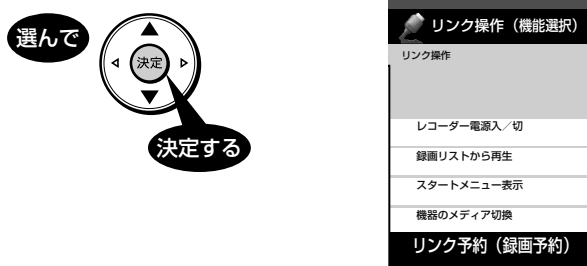 選んで
決定
決定する
リンク操作（機能選択）
リンク操作
レコーダー電源入／切
録画リストから再生
スタートメニュー表示
機器のメディア切換
リンク予約（録画予約）